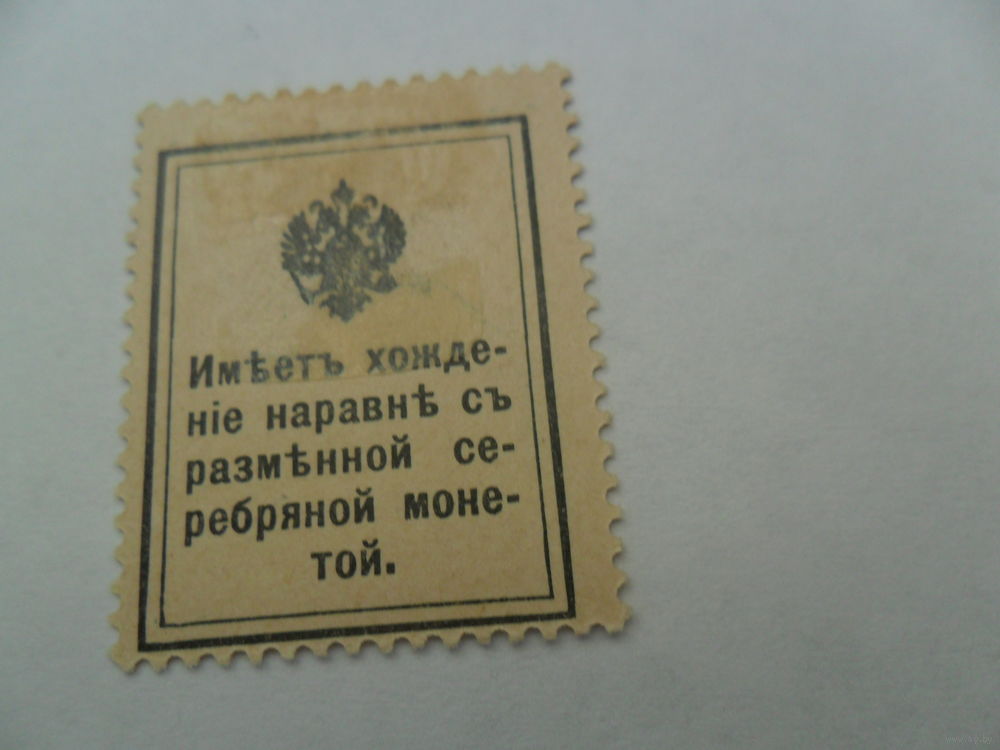 Имѣетъ хожде-
ніе наравнѣ съ
размѣнной се-
ребряной моне-
той.